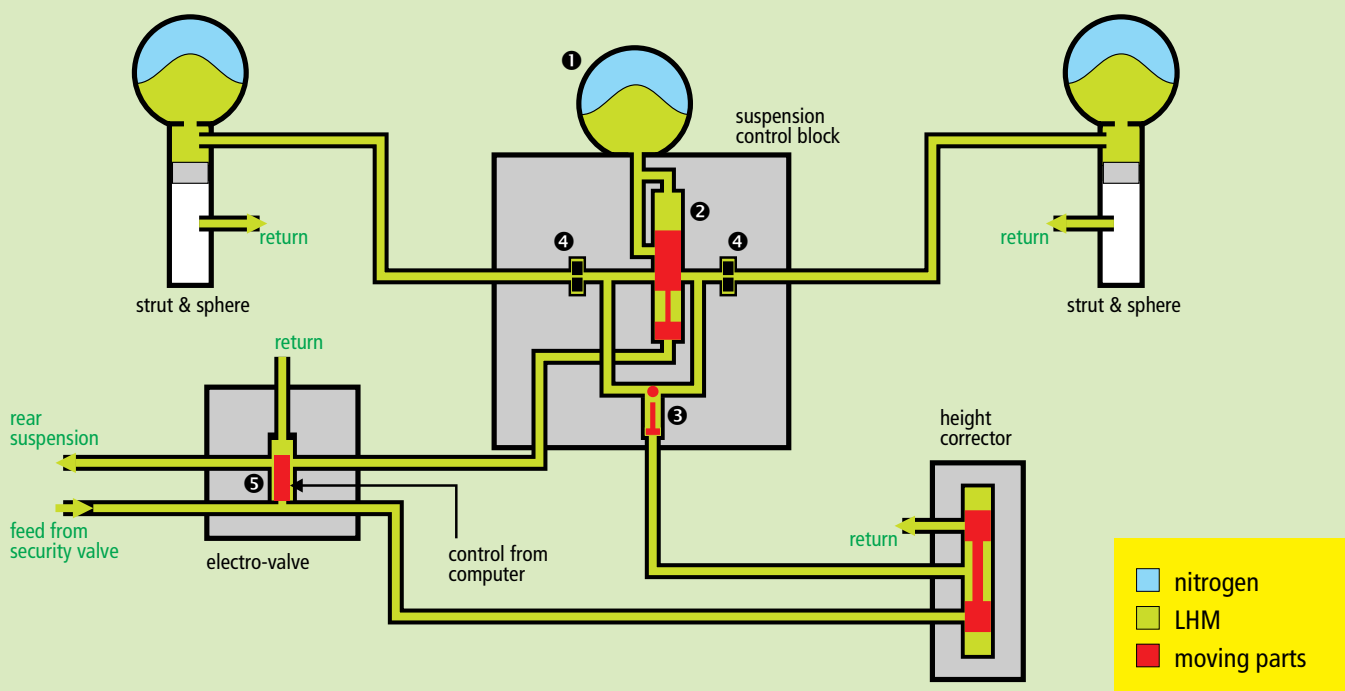 ❶
suspension
control block
❷
❹
❹
return
return
strut & sphere
strut & sphere
return
rear
suspension
❸
height
corrector
❺
feed from
security valve
control from
computer
electro-valve
return
nitrogen
LHM
moving parts